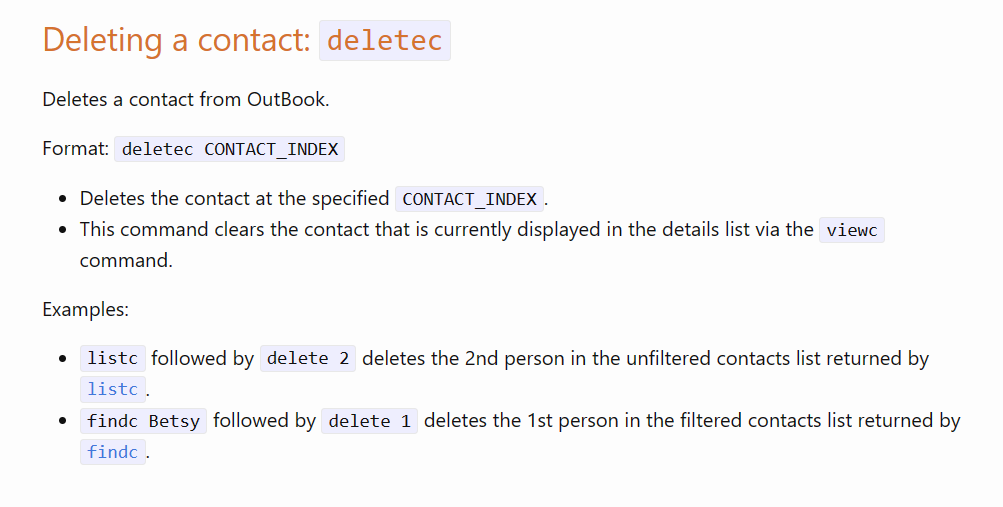 Deleting a contact: deletec
Deletes a contact from OutBook.
Format: deletec CONTACT_INDEX
• Deletes the contact at the specified CONTACT_INDEX.
• This command clears the contact that is currently displayed in the details list via the viewc
command.
Examples:
• listc followed by delete 2 deletes the 2nd person in the unfiltered contacts list returned by
listc.
• findc Betsy followed by delete 1 deletes the 1st person in the filtered contacts list returned by
findc.